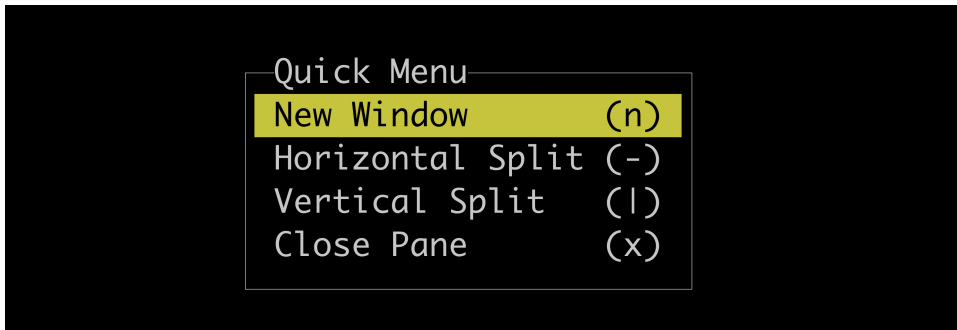 Quick Menu
New Window (n)
Horizontal Split (-)
Vertical Split (|)
Close Pane (x)